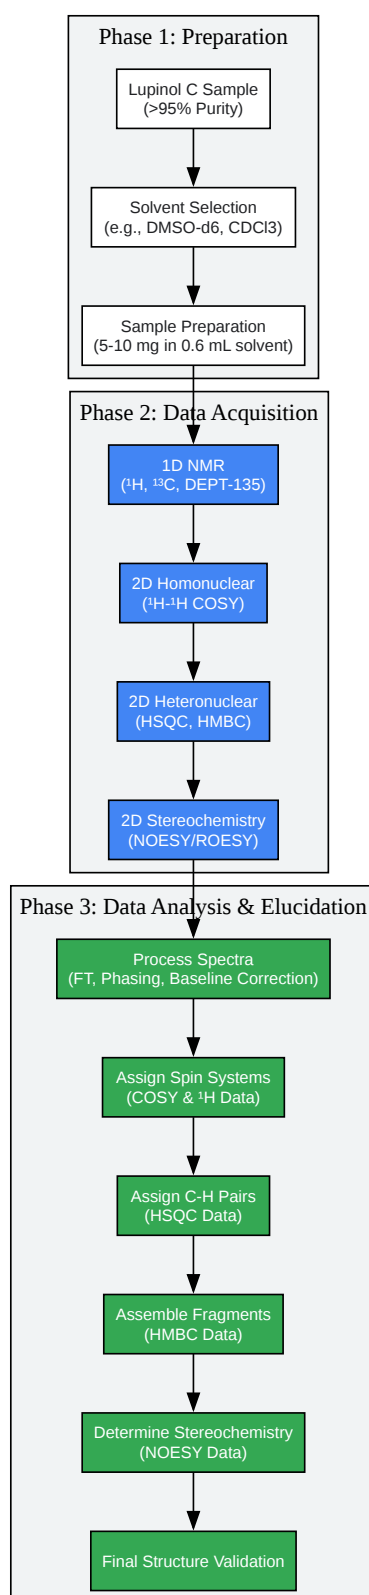 Phase 1: Preparation
Lupinol C Sample
(>95% Purity)
Solvent Selection
(e.g., DMSO-d6, CDCl3)
Sample Preparation
(5-10 mg in 0.6 mL solvent)
Phase 2: Data Acquisition
1D NMR
(¹H, ¹³C, DEPT-135)
2D Homonuclear
(¹H-¹H COSY)
2D Heteronuclear
(HSQC, HMBC)
2D Stereochemistry
(NOESY/ROESY)
Phase 3: Data Analysis & Elucidation
Process Spectra
(FT, Phasing, Baseline Correction)
Assign Spin Systems
(COSY & ¹H Data)
Assign C-H Pairs
(HSQC Data)
Assemble Fragments
(HMBC Data)
Determine Stereochemistry
(NOESY Data)
Final Structure Validation